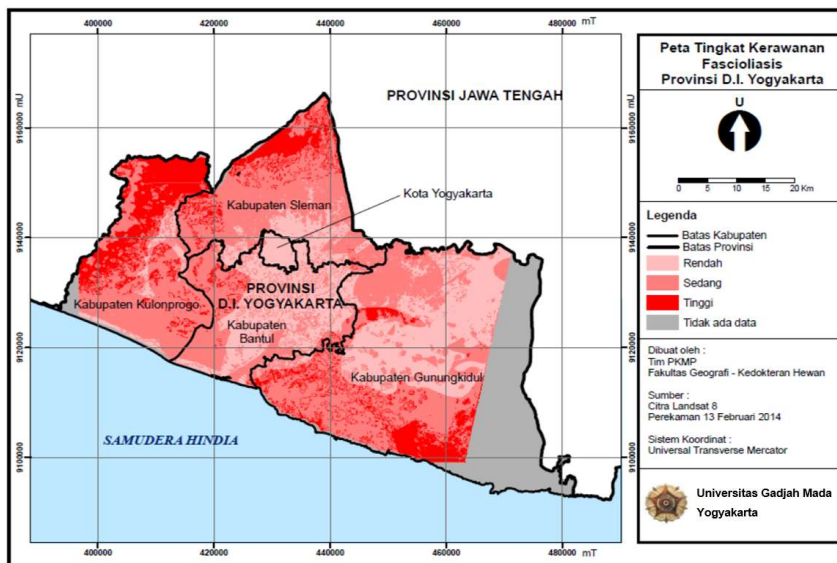 400000
420000
440000
460000
480000
mT
mU
9160000
9140000
9120000
9100000
PROVINSI JAWA TENGAH
Kota Yogyakarta
Kabupaten Sleman
PROVINSI
D.I. YOGYAKARTA
Kabupaten Kulonprogo
Kabupaten
Bantul
Kabupaten Gunungkidul
SAMUDERA HINDIA
mU
9160000
9140000
9120000
9100000
400000
420000
440000
460000
480000
Peta Tingkat Kerawanan
Fascioliasis
Provinsi D.I. Yogyakarta
U
0 5 10 15 20 Km
Legenda
Batas Kabupaten
Batas Provinsi
Rendah
Sedang
Tinggi
Tidak ada data
Dibuat oleh :
Tim PKMP
Fakultas Geografi - Kedokteran Hewan
Sumber :
Citra Landsat 8
Perekaman 13 Februari 2014
Sistem Koordinat :
Universal Transverse Mercator
Universitas Gadjah Mada
Yogyakarta